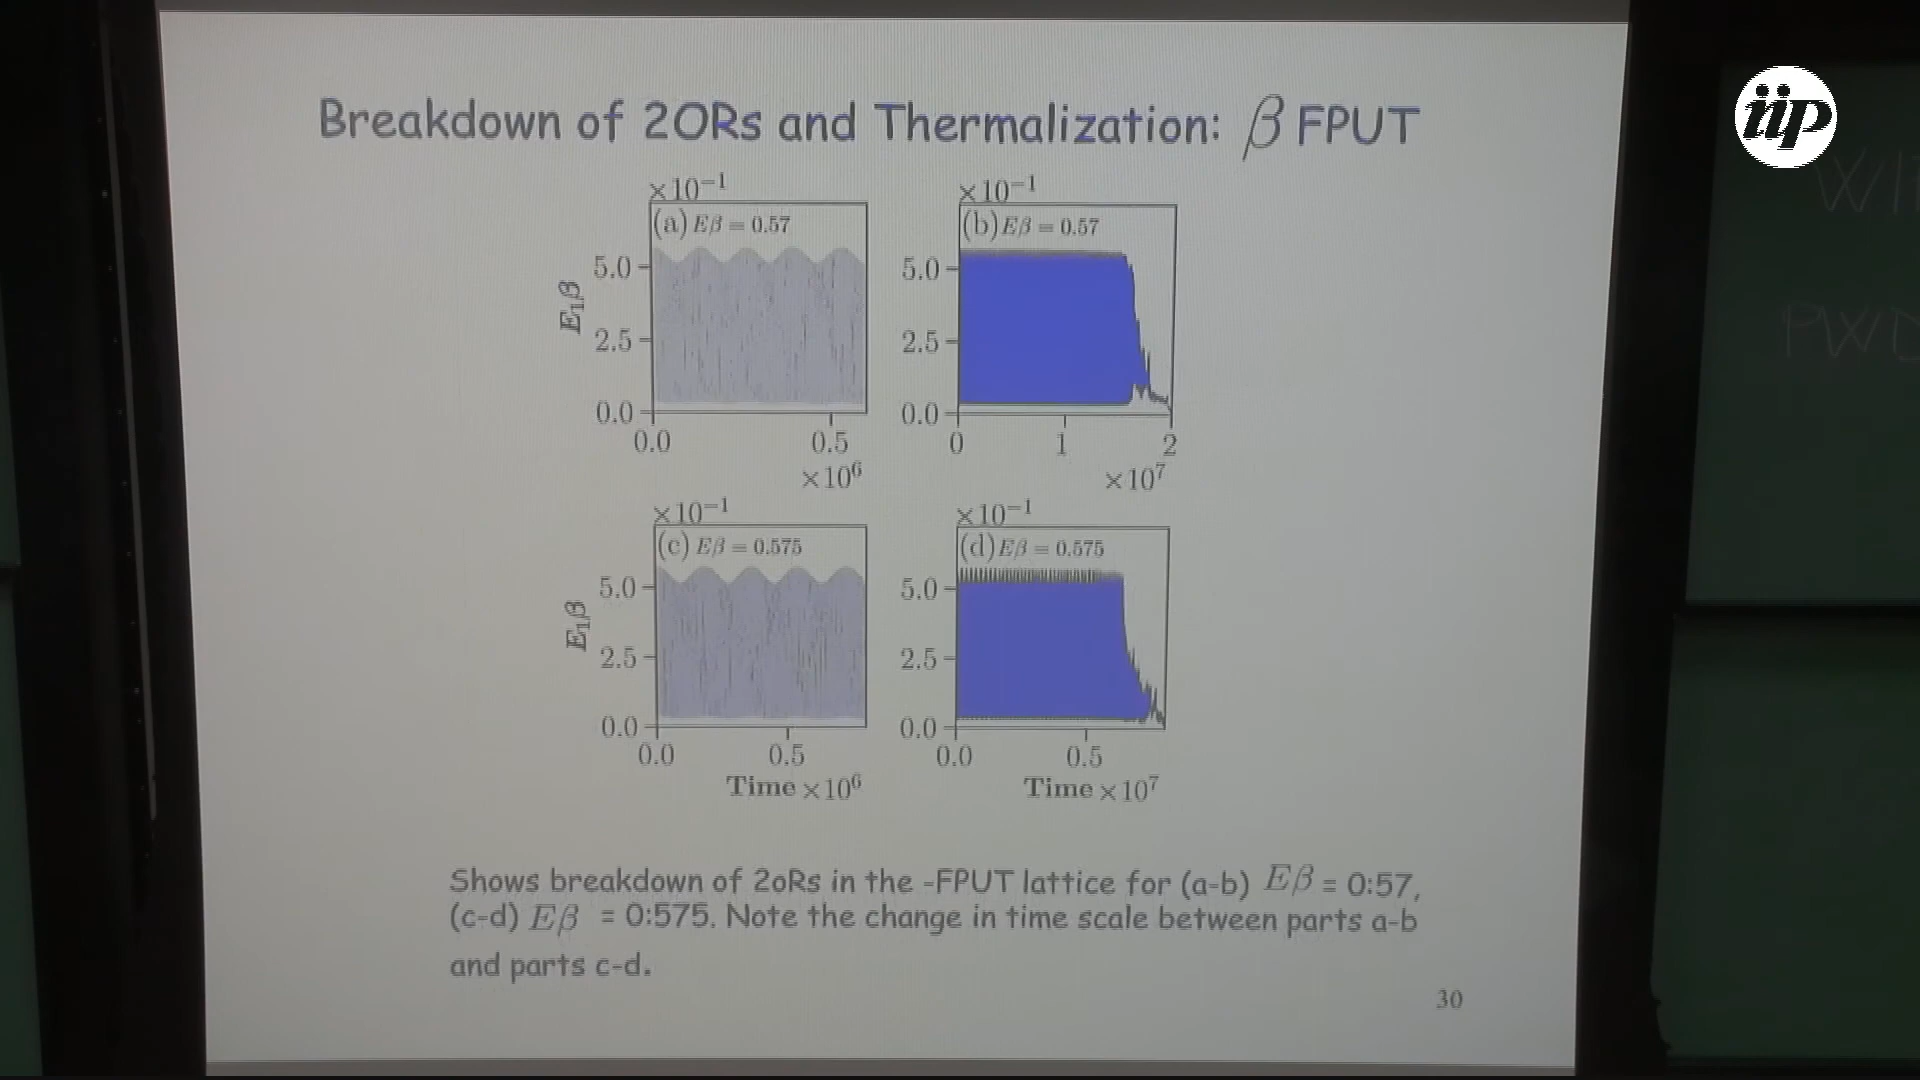 iip
Breakdown of 2ORs and Thermalization: β FPUT
×10⁻¹
(a) Eβ = 0.57
5.0
2.5
0.0
E₁β
0.0 0.5
×10⁶
×10⁻¹
(b) Eβ = 0.57
5.0
2.5
0.0
0 1 2
×10⁷
×10⁻¹
(c) Eβ = 0.575
5.0
2.5
0.0
E₁β
0.0 0.5
Time ×10⁶
×10⁻¹
(d) Eβ = 0.575
5.0
2.5
0.0
0.0 0.5
Time ×10⁷
Shows breakdown of 2oRs in the -FPUT lattice for (a-b) Eβ = 0:57,
(c-d) Eβ = 0:575. Note the change in time scale between parts a-b
and parts c-d.
30